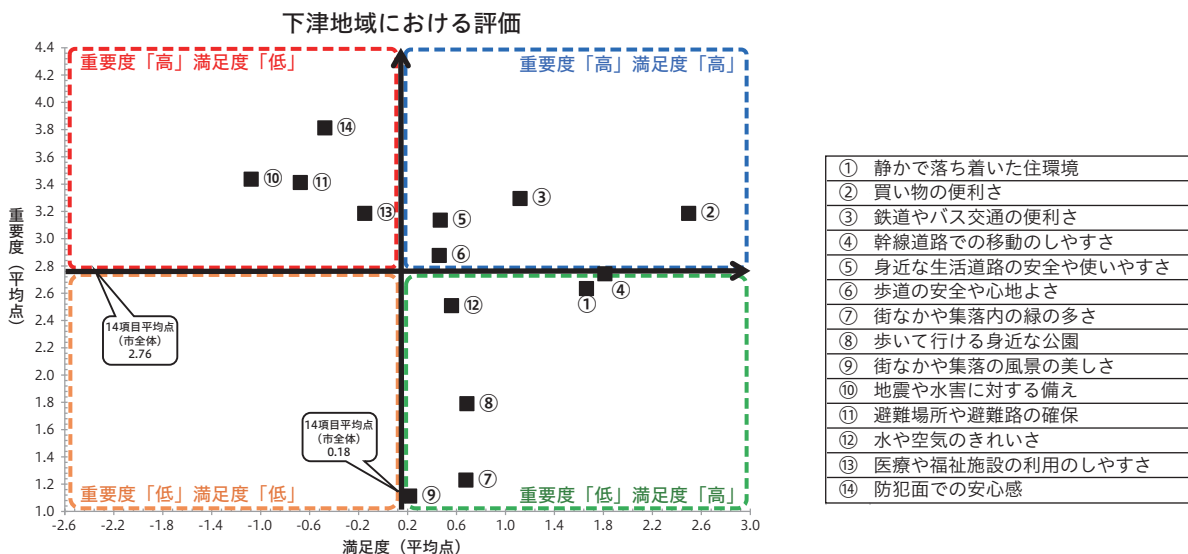 下津地域における評価
重要度「高」満足度「低」
重要度「高」満足度「高」
重要度「低」満足度「低」
重要度「低」満足度「高」
重要度（平均点）
4.4
4.2
3.8
3.6
3.4
3.2
3.0
2.8
2.6
2.4
2.2
2.0
1.8
1.6
1.4
1.2
1.0
-2.6
-2.2
-1.8
-1.4
-1.0
-0.6
-0.2
0.2
0.6
1.0
1.4
1.8
2.2
2.6
3.0
満足度（平均点）
14項目平均点
（市全体）
2.76
14項目平均点
（市全体）
0.18
⑭
⑩
⑪
⑬
⑤
③
②
⑥
④
①
⑫
⑧
⑦
⑨
① 静かで落ち着いた住環境
② 買い物の便利さ
③ 鉄道やバス交通の便利さ
④ 幹線道路での移動のしやすさ
⑤ 身近な生活道路の安全や使いやすさ
⑥ 歩道の安全や心地よさ
⑦ 街なかや集落内の緑の多さ
⑧ 歩いて行ける身近な公園
⑨ 街なかや集落の風景の美しさ
⑩ 地震や水害に対する備え
⑪ 避難場所や避難路の確保
⑫ 水や空気のきれいさ
⑬ 医療や福祉施設の利用のしやすさ
⑭ 防犯面での安心感